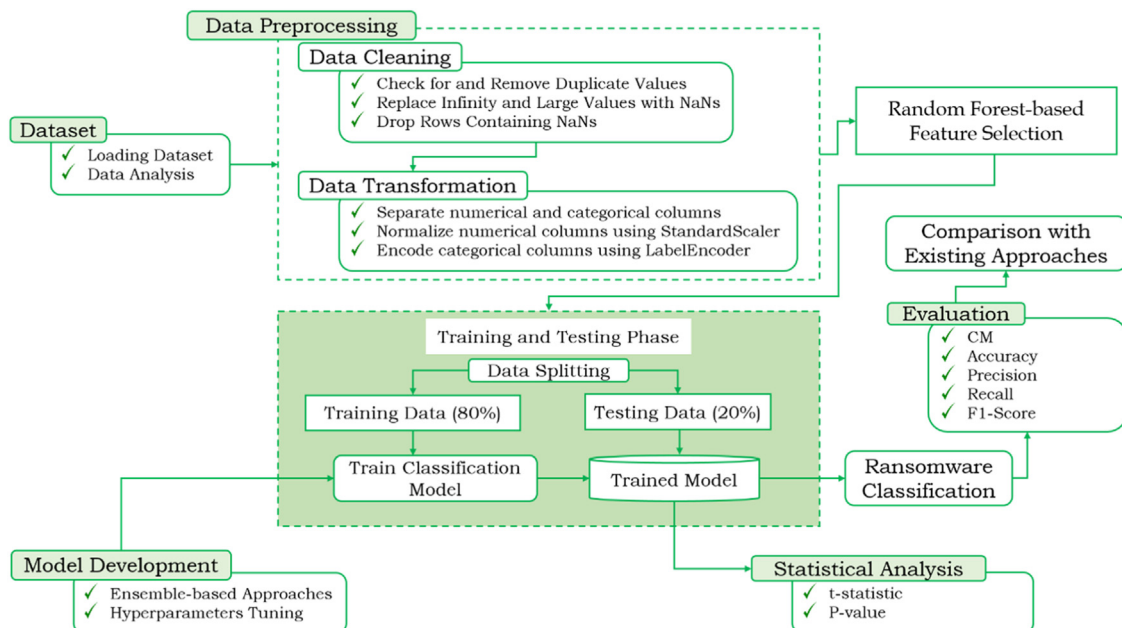 Data Preprocessing
Data Cleaning
Check for and Remove Duplicate Values
Replace Infinity and Large Values with NaNs
Drop Rows Containing NaNs
Dataset
Loading Dataset
Data Analysis
Data Transformation
Separate numerical and categorical columns
Normalize numerical columns using StandardScaler
Encode categorical columns using LabelEncoder
Random Forest-based
Feature Selection
Comparison with
Existing Approaches
Evaluation
CM
Accuracy
Precision
Recall
F1-Score
Training and Testing Phase
Data Splitting
Training Data (80%)
Testing Data (20%)
Train Classification
Model
Trained Model
Ransomware
Classification
Model Development
Ensemble-based Approaches
Hyperparameters Tuning
Statistical Analysis
t-statistic
P-value